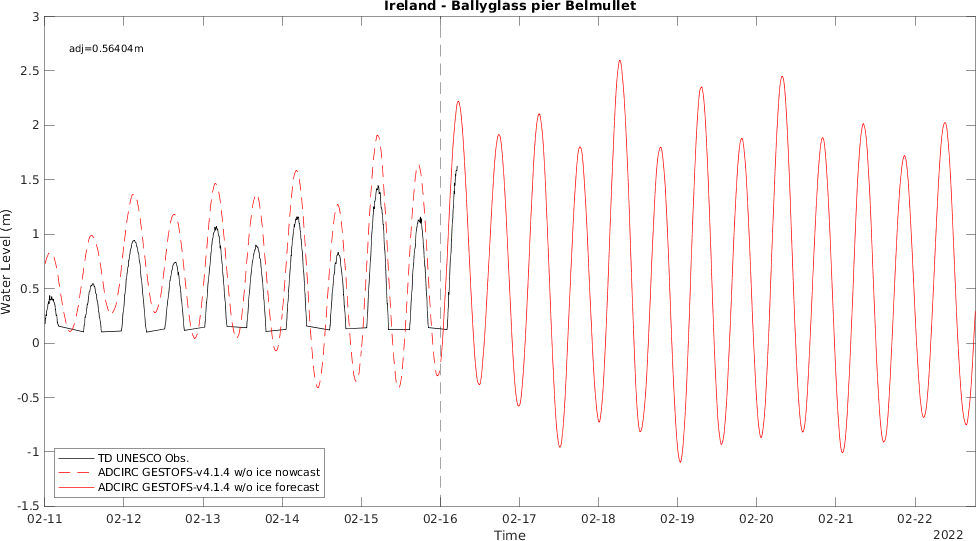 Ireland - Ballyglass pier Belmullet
adj=0.56404m
Water Level (m)
3
2.5
2
1.5
1
0.5
0
-0.5
-1
-1.5
TD UNESCO Obs.
ADCIRC GESTOFS-v4.1.4 w/o ice nowcast
ADCIRC GESTOFS-v4.1.4 w/o ice forecast
02-11 02-12 02-13 02-14 02-15 02-16 02-17 02-18 02-19 02-20 02-21 02-22
Time
2022